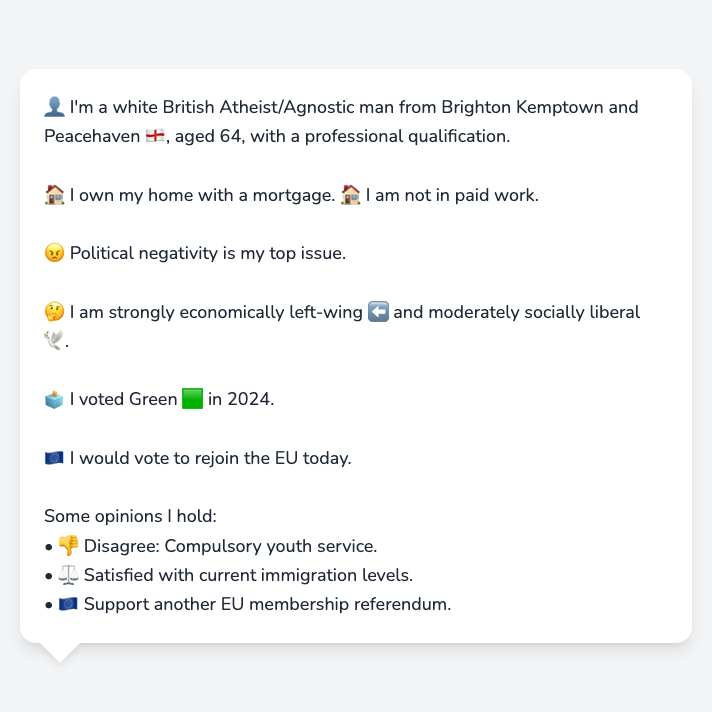 👤 I'm a white British Atheist/Agnostic man from Brighton Kemptown and
Peacehaven 🏴󠁧󠁢󠁥󠁮󠁧󠁿, aged 64, with a professional qualification.
🏠 I own my home with a mortgage. 🏠 I am not in paid work.
😠 Political negativity is my top issue.
🤔 I am strongly economically left-wing ⬅️ and moderately socially liberal
🕊️.
🗳️ I voted Green 🟩 in 2024.
🇪🇺 I would vote to rejoin the EU today.
Some opinions I hold:
• 👎 Disagree: Compulsory youth service.
• ⚖️ Satisfied with current immigration levels.
• 🇪🇺 Support another EU membership referendum.